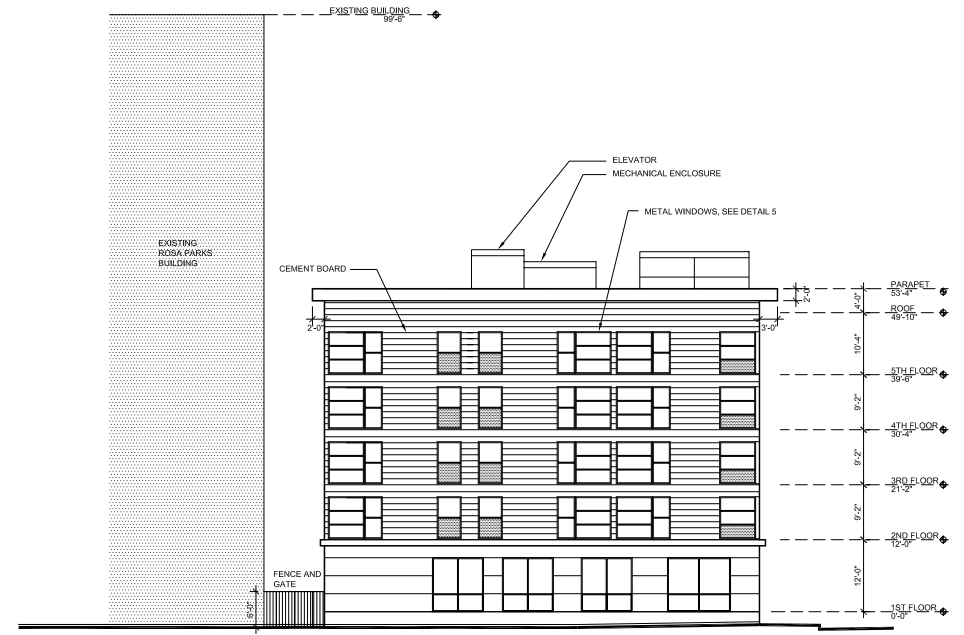 EXISTING BUILDING
99'-6"
ELEVATOR
MECHANICAL ENCLOSURE
METAL WINDOWS, SEE DETAIL 5
EXISTING
ROSA PARKS
BUILDING
CEMENT BOARD
PARAPET
53'-4"
2'-0"
4'-0"
ROOF
49'-10"
2'-0"
3'-0"
10'-4"
5TH FLOOR
39'-6"
9'-2"
4TH FLOOR
30'-4"
9'-2"
3RD FLOOR
21'-2"
9'-2"
2ND FLOOR
12'-0"
FENCE AND
GATE
12'-0"
6'-0"
1ST FLOOR
0'-0"